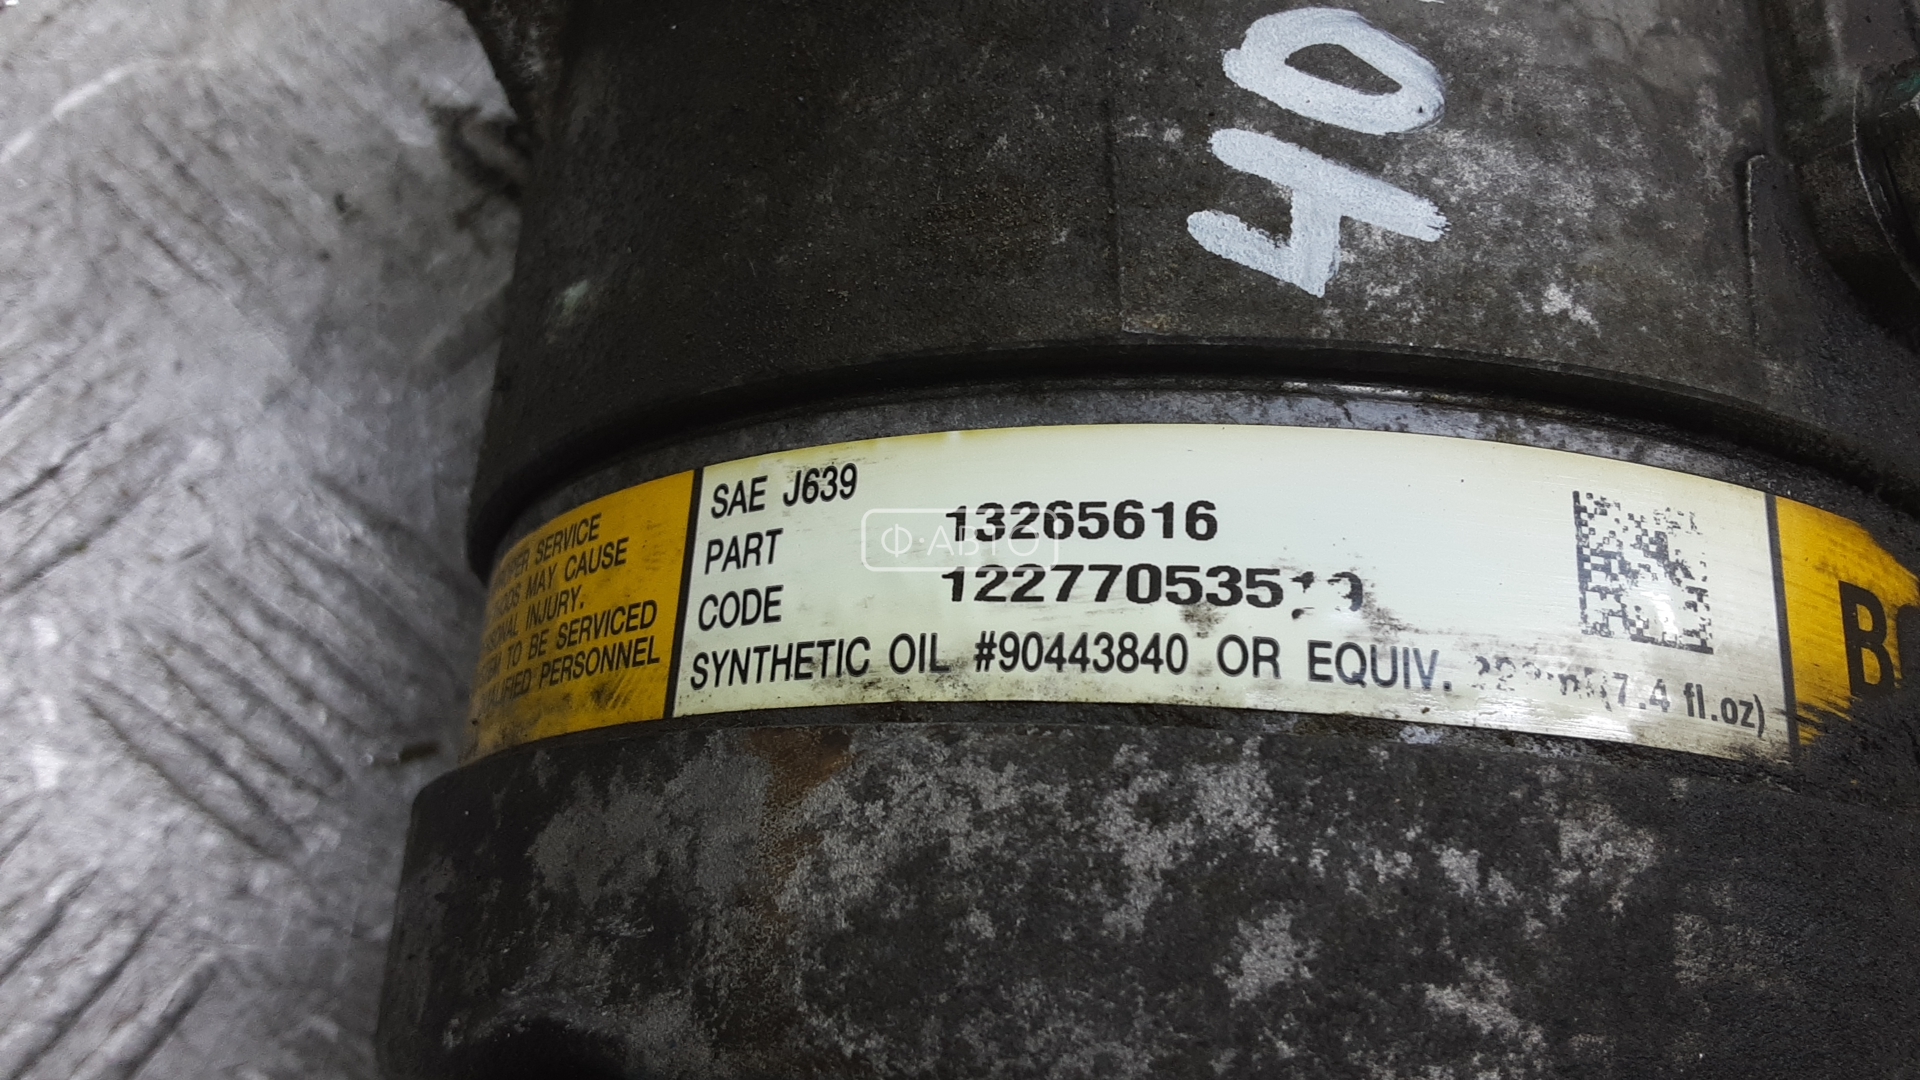 40
SERVICE
MAY CAUSE
INJURY.
TO BE SERVICED
PERSONNEL
SAE J639
PART 13265616
CODE
SYNTHETIC OIL #90443840 OR EQUIV. (7.4 fl.oz)
Ф·АВТО